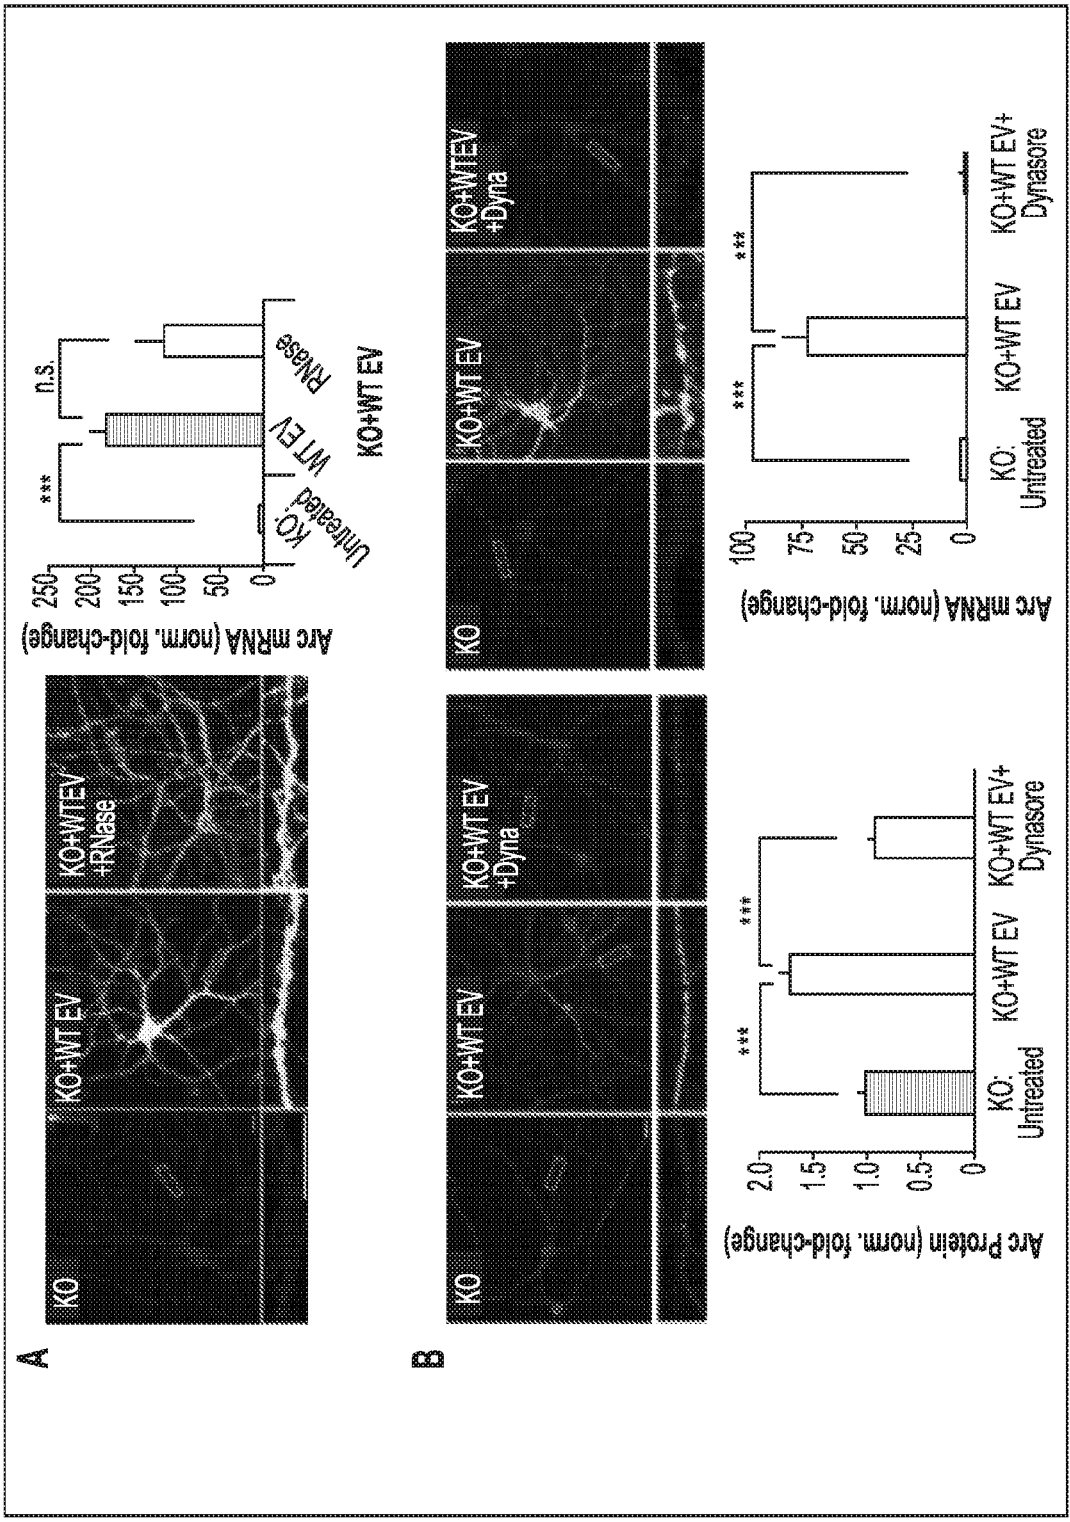 A
KO
KO+WT EV
KO+WTEV
+RNase
Arc mRNA (norm. fold-change)
250
200
150
100
50
0
***
n.s.
KO:
Untreated
WT EV
RNase
KO+WT EV
B
KO
KO+WT EV
KO+WT EV
+Dyna
KO
KO+WT EV
KO+WTEV
+Dyna
Arc Protein (norm. fold-change)
2.0
1.5
1.0
0.5
0
***
***
KO:
Untreated
KO+WT EV
KO+WT EV+
Dynasore
Arc mRNA (norm. fold-change)
100
75
50
25
0
***
***
KO:
Untreated
KO+WT EV
KO+WT EV+
Dynasore